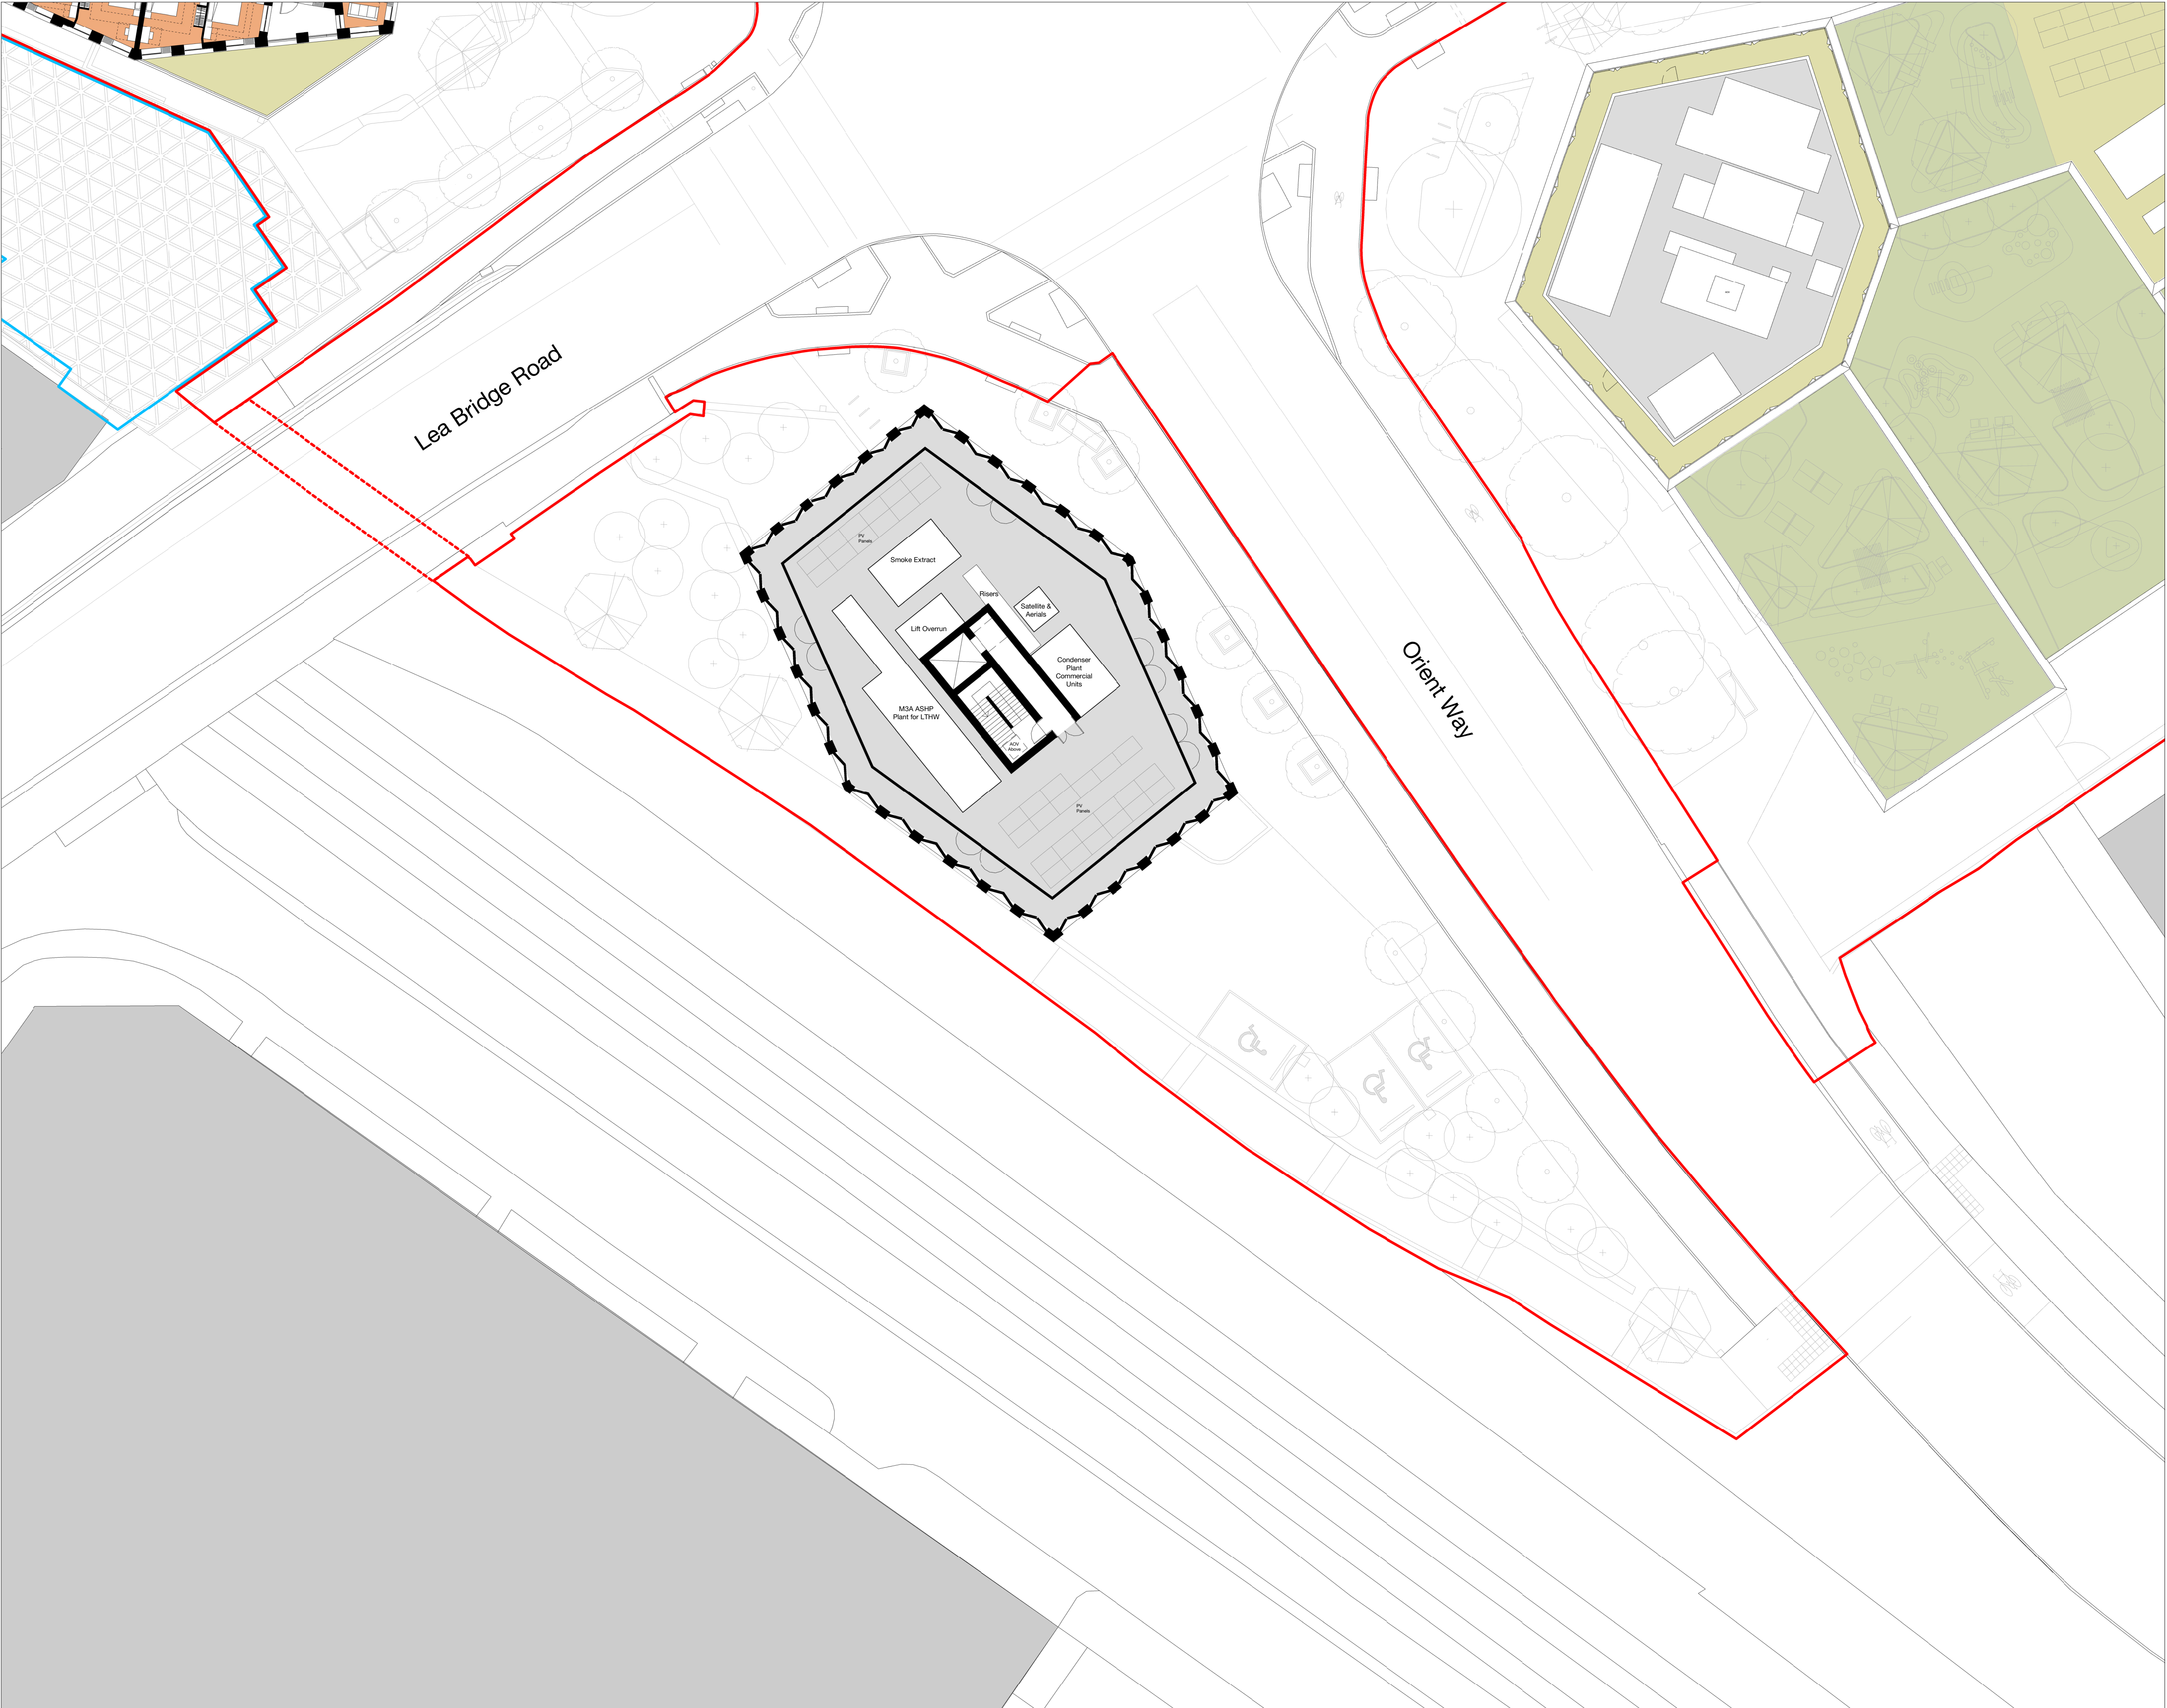 Lea Bridge Road
PV
Panels
Smoke Extract
Risers
Satellite &
Aerials
Lift Overrun
Condenser
Plant
Commercial
Units
Orient Way
M3A ASHP
Plant for LTHW
AOV
Above
PV
Panels